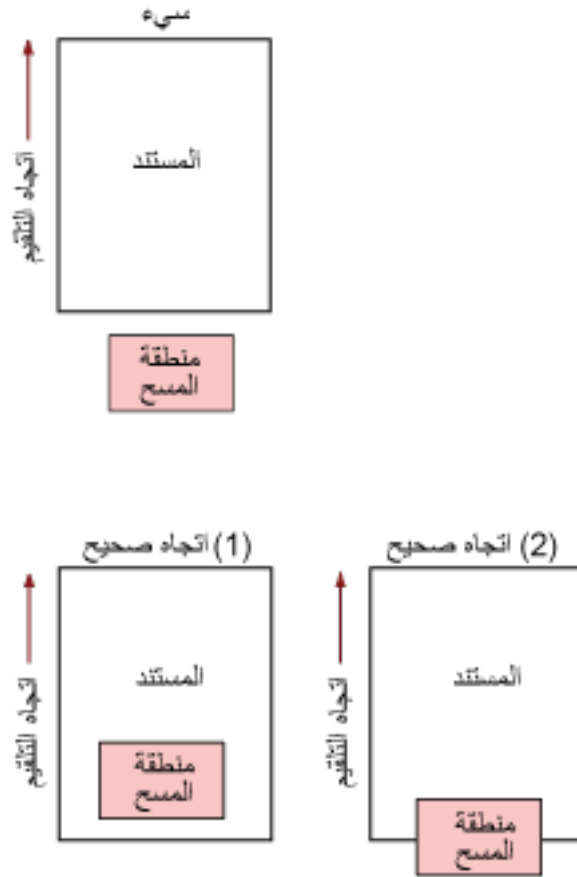 سيء
اتجاه التلقيم
المستند
منطقة
المسح
اتجاه صحيح (1)
اتجاه التلقيم
المستند
منطقة
المسح
اتجاه صحيح (2)
اتجاه التلقيم
المستند
منطقة
المسح